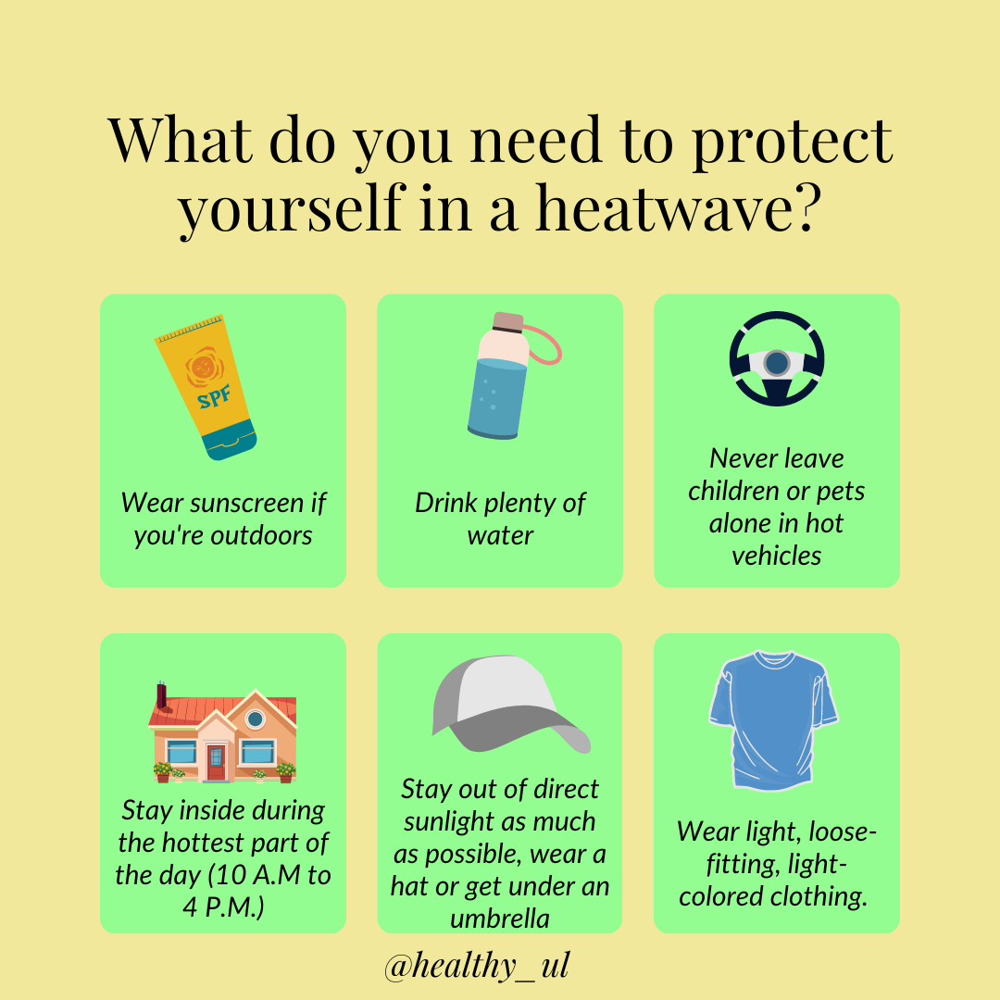 What do you need to protect
yourself in a heatwave?
SPF
Wear sunscreen if
you're outdoors
Drink plenty of
water
Never leave
children or pets
alone in hot
vehicles
Stay inside during
the hottest part of
the day (10 A.M to
4 P.M.)
Stay out of direct
sunlight as much
as possible, wear a
hat or get under an
umbrella
Wear light, loose-
fitting, light-
colored clothing.
@healthy_ul